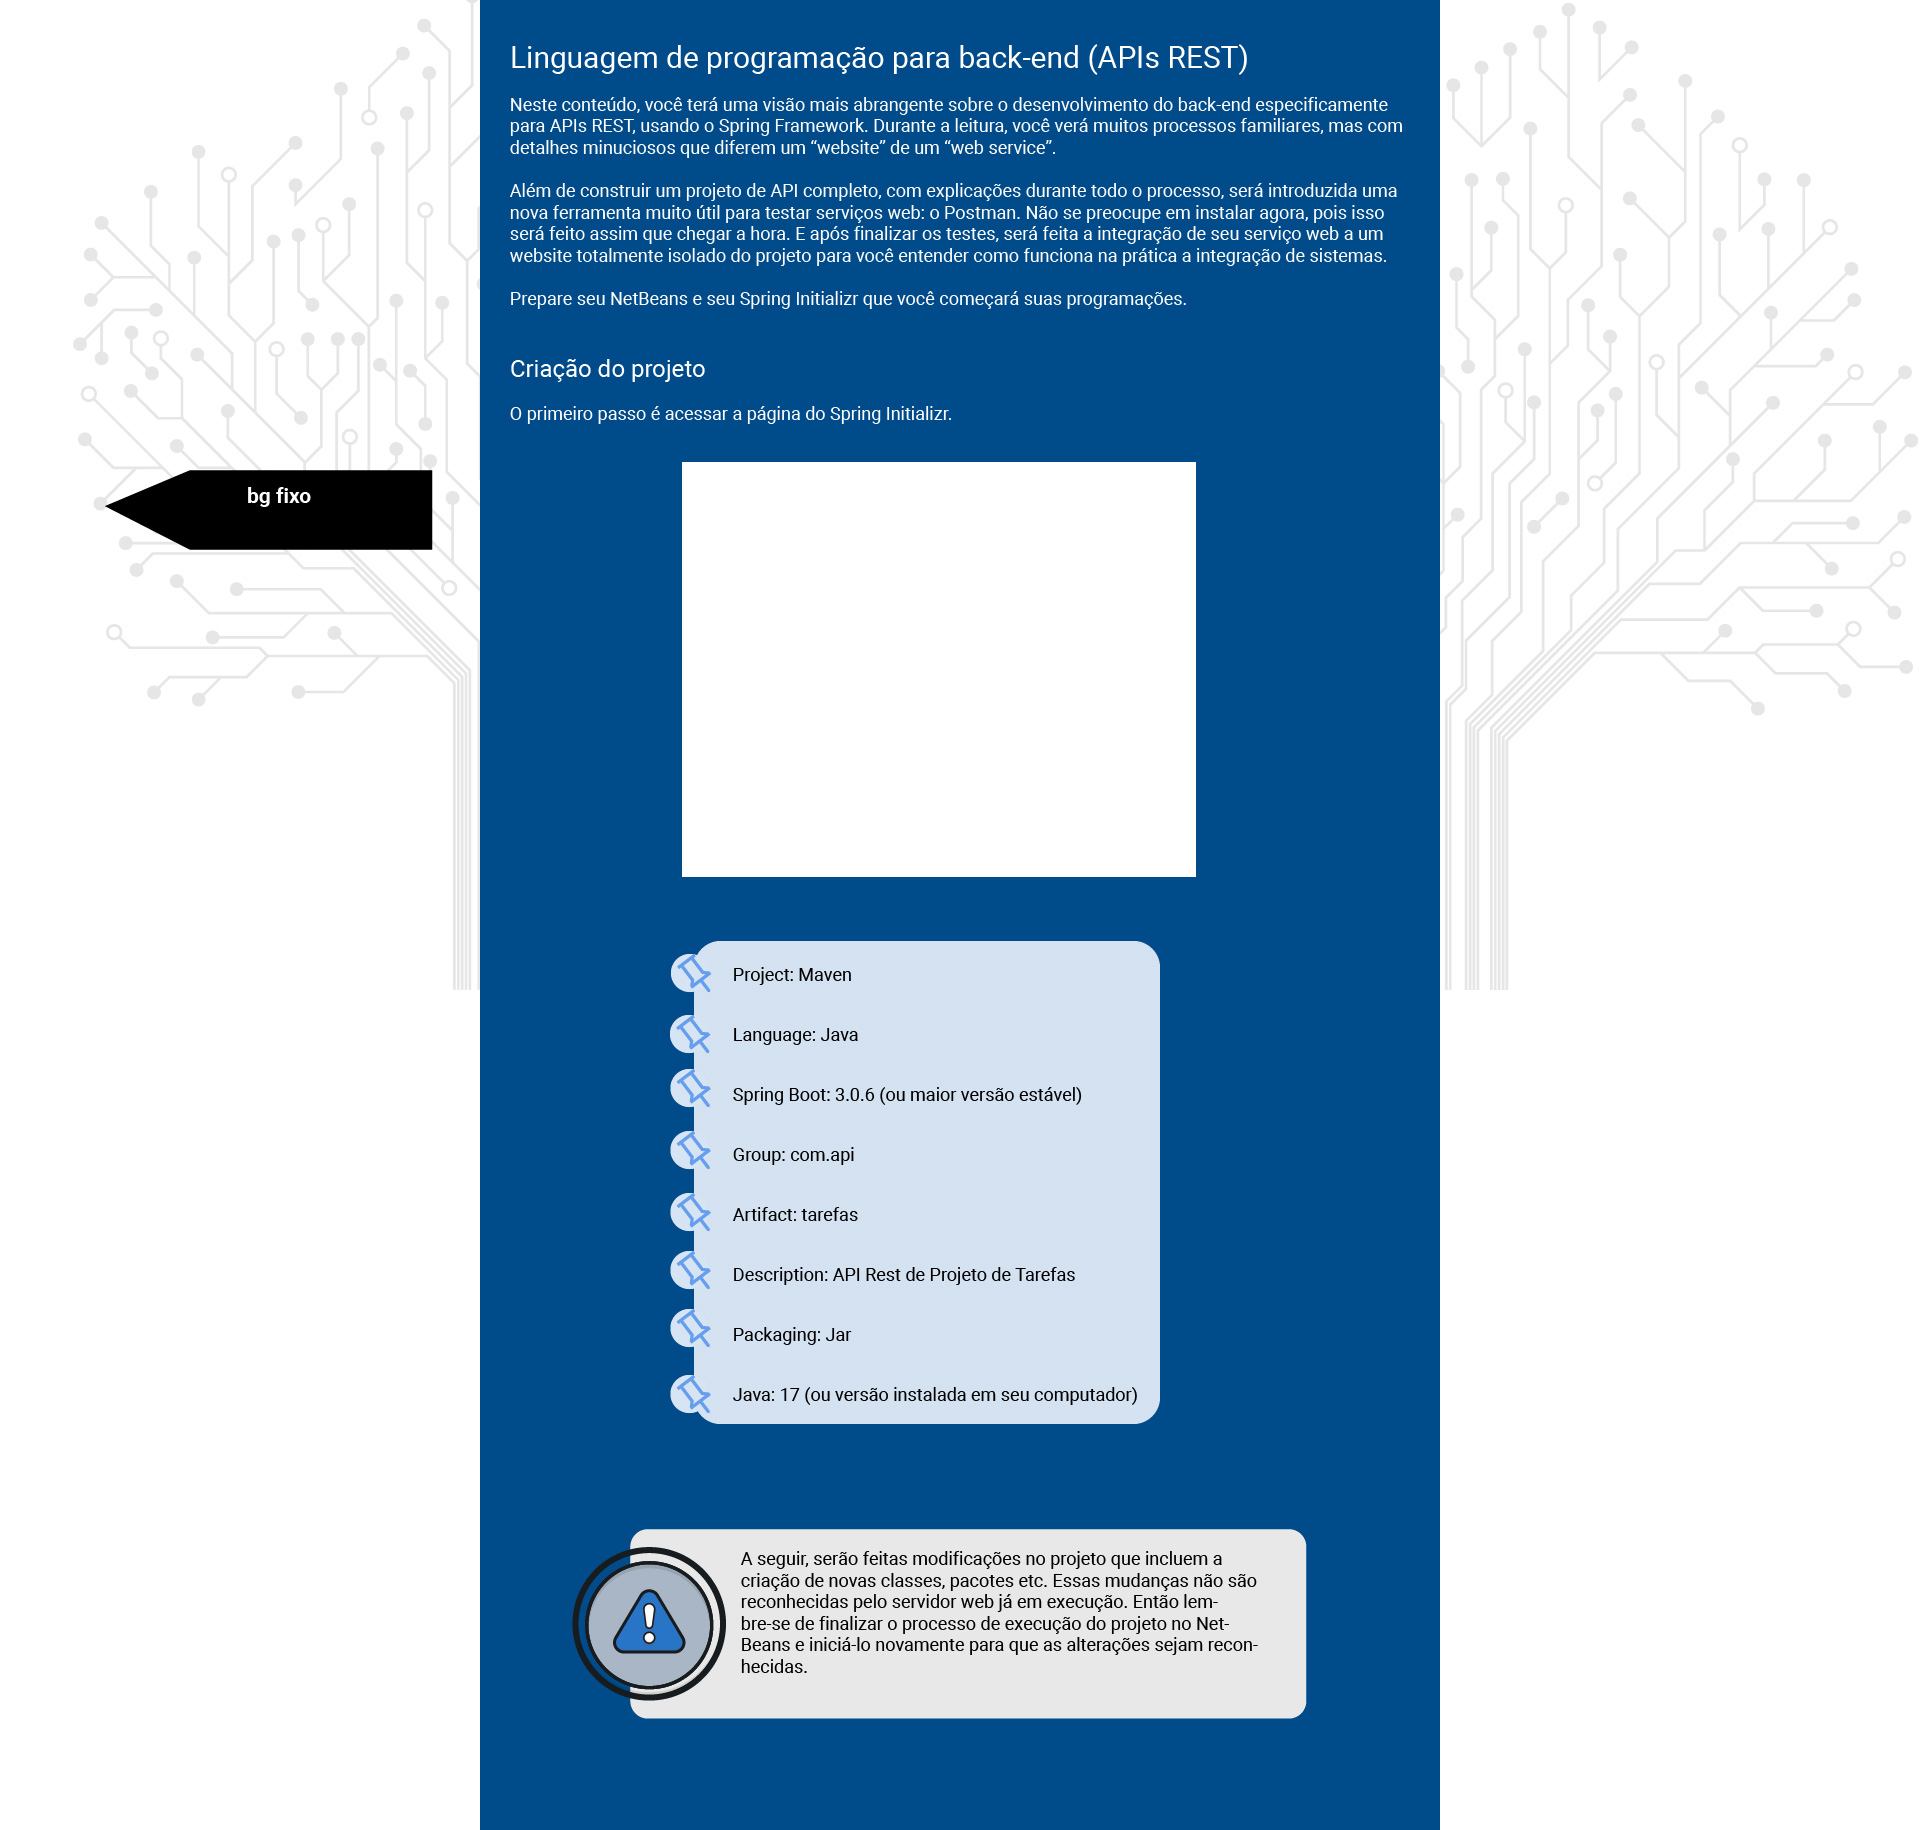 Linguagem de programação para back-end (APIs REST)
Neste conteúdo, você terá uma visão mais abrangente sobre o desenvolvimento do back-end especificamente
para APIs REST, usando o Spring Framework. Durante a leitura, você verá muitos processos familiares, mas com
detalhes minuciosos que diferem um “website” de um “web service”.
Além de construir um projeto de API completo, com explicações durante todo o processo, será introduzida uma
nova ferramenta muito útil para testar serviços web: o Postman. Não se preocupe em instalar agora, pois isso
será feito assim que chegar a hora. E após finalizar os testes, será feita a integração de seu serviço web a um
website totalmente isolado do projeto para você entender como funciona na prática a integração de sistemas.
Prepare seu NetBeans e seu Spring Initializr que você começará suas programações.
Criação do projeto
O primeiro passo é acessar a página do Spring Initializr.
bg fixo
Project: Maven
Language: Java
Spring Boot: 3.0.6 (ou maior versão estável)
Group: com.api
Artifact: tarefas
Description: API Rest de Projeto de Tarefas
Packaging: Jar
Java: 17 (ou versão instalada em seu computador)
A seguir, serão feitas modificações no projeto que incluem a
criação de novas classes, pacotes etc. Essas mudanças não são
reconhecidas pelo servidor web já em execução. Então lem-
bre-se de finalizar o processo de execução do projeto no Net-
Beans e iniciá-lo novamente para que as alterações sejam recon-
hecidas.